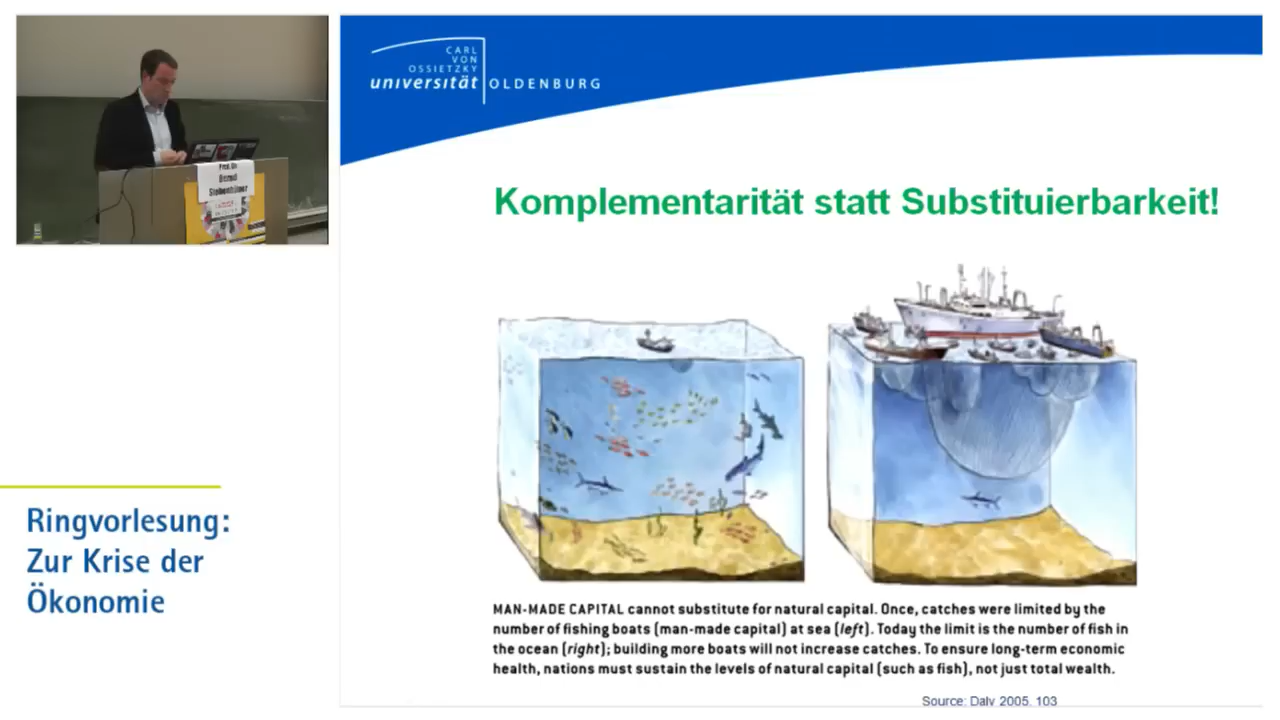 CARL
VON
OSSIETZKY
universität OLDENBURG
Prof. Dr.
Bernd
Siebenhüner
Komplementarität statt Substituierbarkeit!
Ringvorlesung:
Zur Krise der
Ökonomie
MAN-MADE CAPITAL cannot substitute for natural capital. Once, catches were limited by the
number of fishing boats (man-made capital) at sea (left). Today the limit is the number of fish in
the ocean (right); building more boats will not increase catches. To ensure long-term economic
health, nations must sustain the levels of natural capital (such as fish), not just total wealth.
Source: Daly 2005, 103